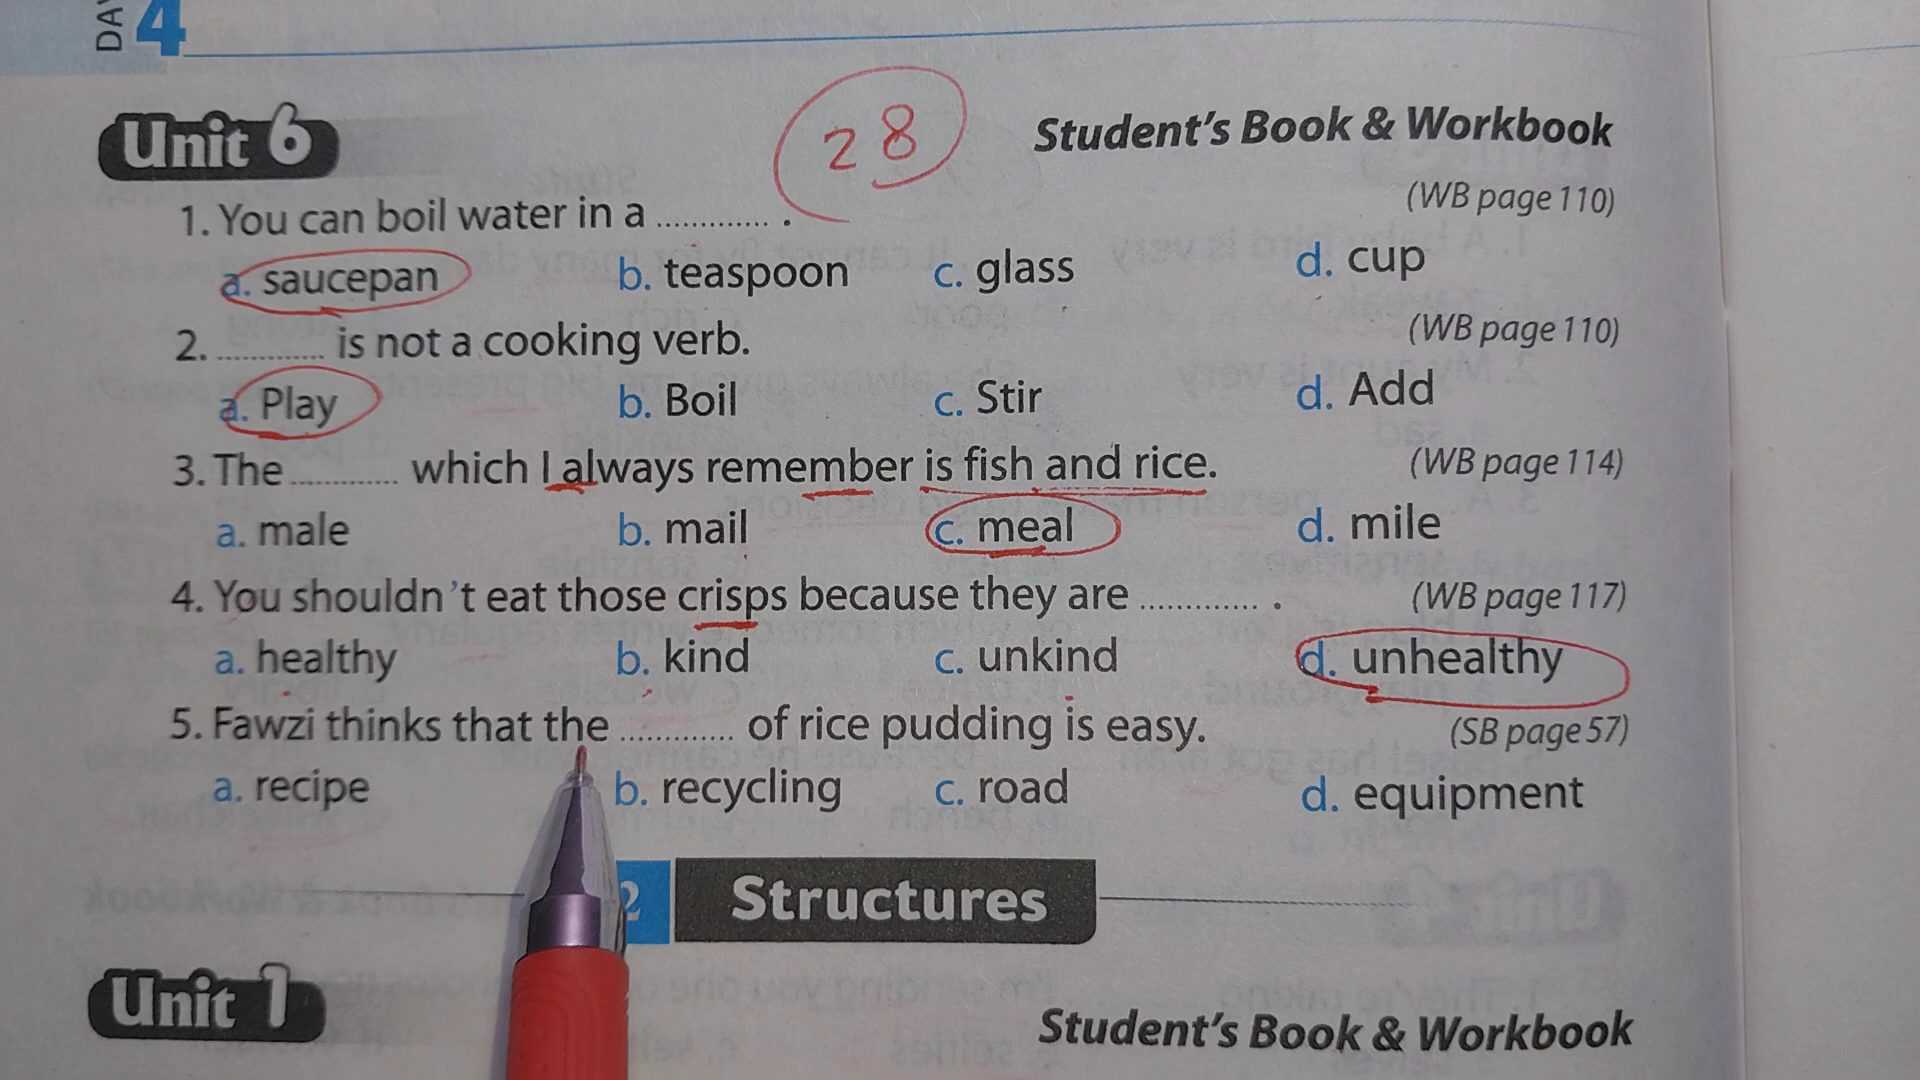 DAY 4
Unit 6
28
Student's Book & Workbook
1. You can boil water in a ............. . (WB page 110)
a. saucepan b. teaspoon c. glass d. cup
2. ............. is not a cooking verb. (WB page 110)
a. Play b. Boil c. Stir d. Add
3. The ............. which I always remember is fish and rice. (WB page 114)
a. male b. mail c. meal d. mile
4. You shouldn't eat those crisps because they are ............. . (WB page 117)
a. healthy b. kind c. unkind d. unhealthy
5. Fawzi thinks that the ............. of rice pudding is easy. (SB page 57)
a. recipe b. recycling c. road d. equipment
2 Structures
Unit 1
Student's Book & Workbook